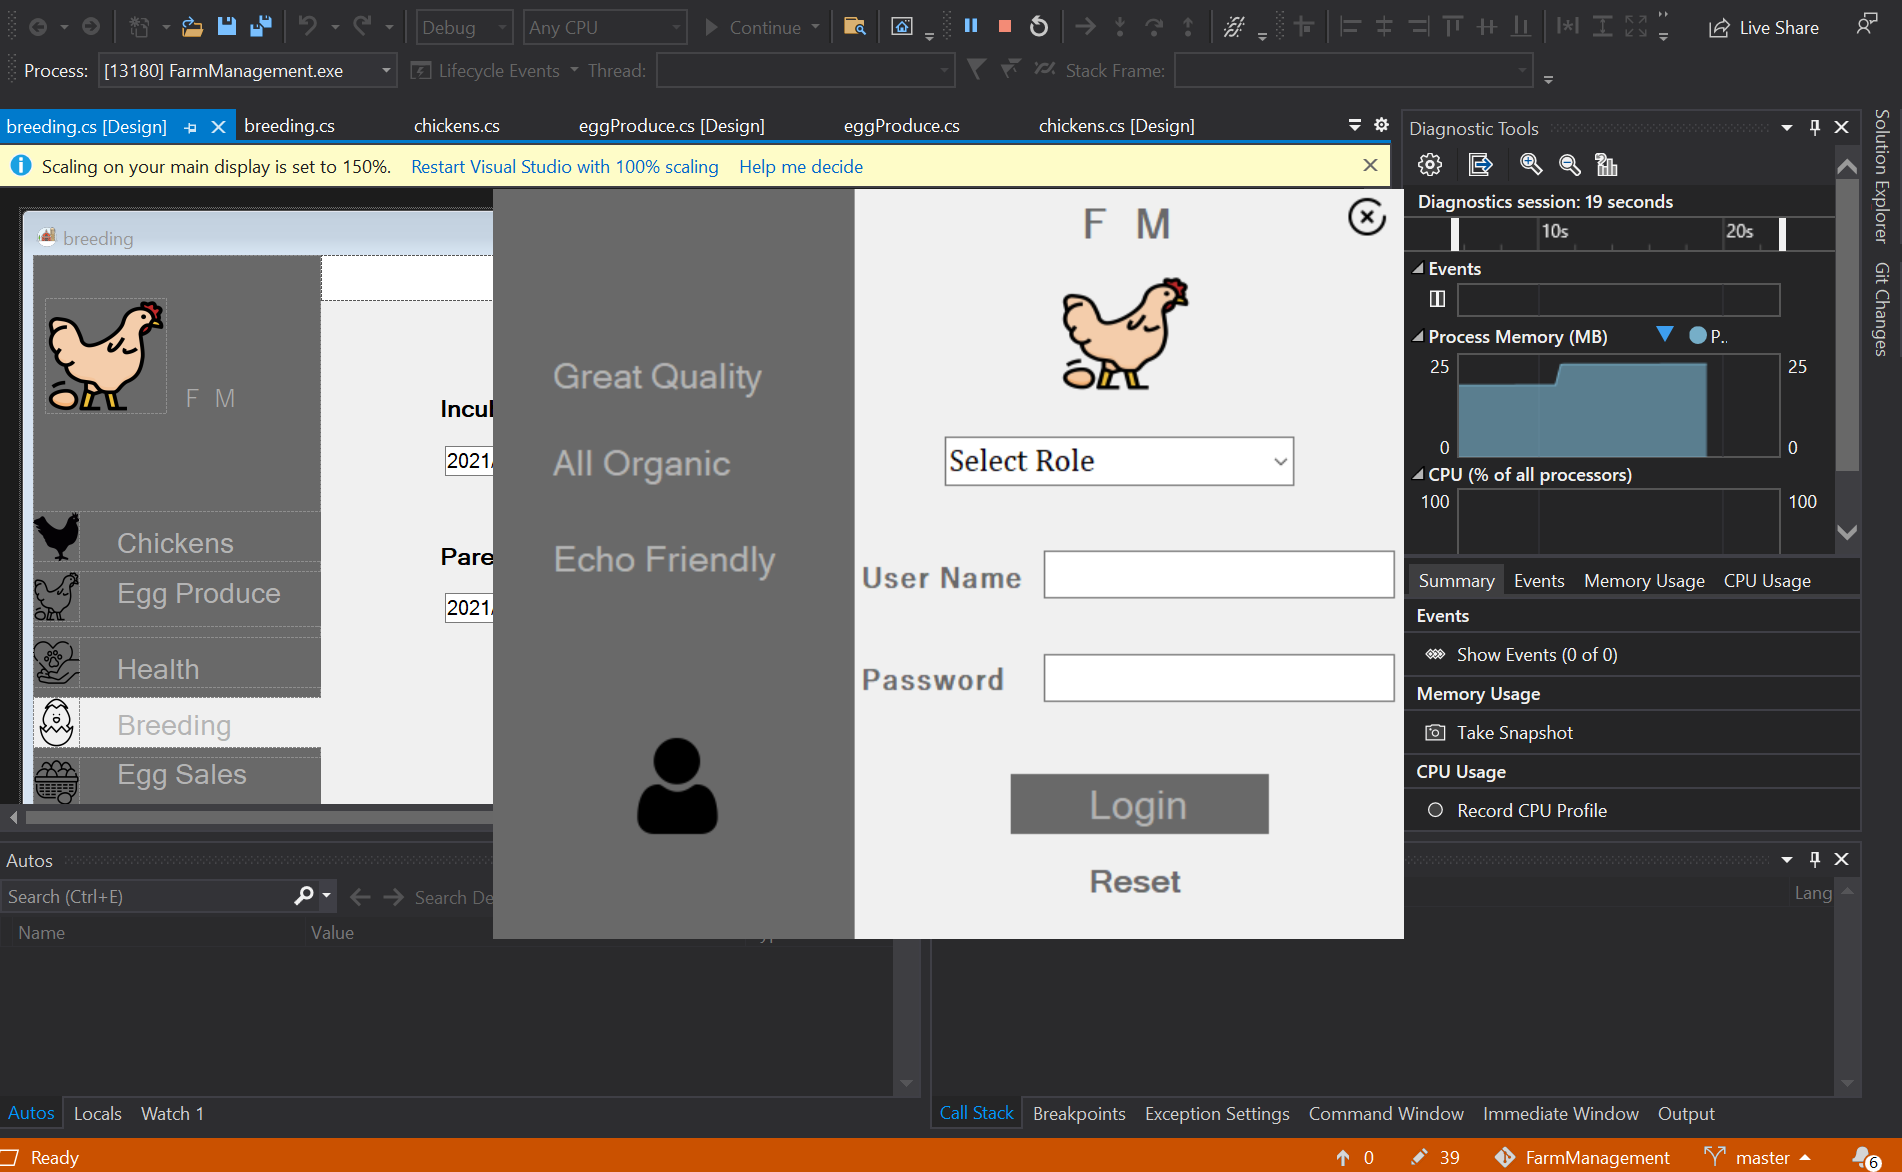 Debug
Any CPU
Continue
Live Share
Process:
[13180] FarmManagement.exe
Lifecycle Events
Thread:
Stack Frame:
breeding.cs [Design]
breeding.cs
chickens.cs
eggProduce.cs [Design]
eggProduce.cs
chickens.cs [Design]
Scaling on your main display is set to 150%.
Restart Visual Studio with 100% scaling
Help me decide
breeding
F M
Incul
2021/
Pare
2021/
Chickens
Egg Produce
Health
Breeding
Egg Sales
Great Quality
All Organic
Echo Friendly
F M
Select Role
User Name
Password
Login
Reset
Diagnostic Tools
Diagnostics session: 19 seconds
10s
20s
Events
Process Memory (MB)
P..
25
25
0
0
CPU (% of all processors)
100
100
Summary
Events
Memory Usage
CPU Usage
Events
Show Events (0 of 0)
Memory Usage
Take Snapshot
CPU Usage
Record CPU Profile
Solution Explorer
Git Changes
Autos
Search (Ctrl+E)
Search De
Name
Value
Lang
Autos
Locals
Watch 1
Call Stack
Breakpoints
Exception Settings
Command Window
Immediate Window
Output
Ready
0
39
FarmManagement
master
6